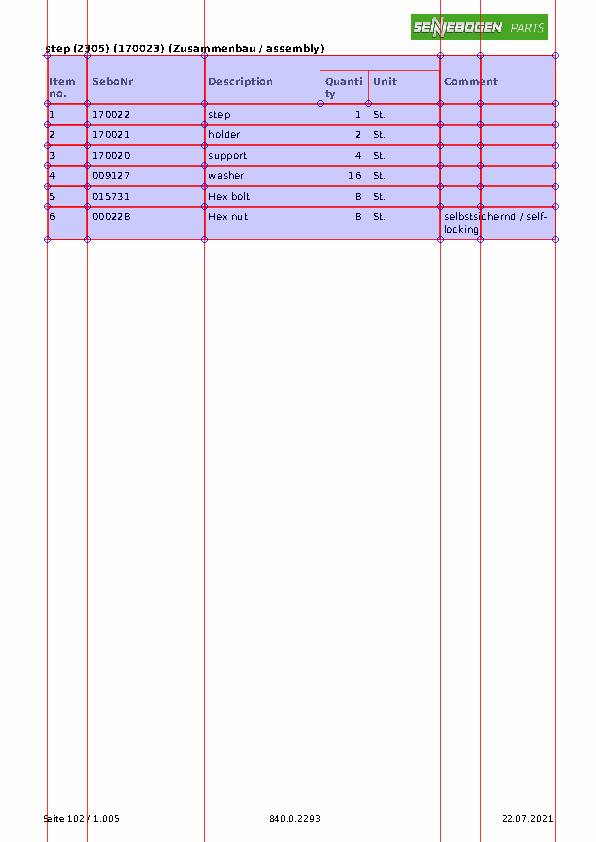 SENNEBOGEN PARTS
step (2305) (170023) (Zusammenbau / assembly)
Item no. SeboNr Description Quantity Unit Comment
1 170022 step 1 St.
2 170021 holder 2 St.
3 170020 support 4 St.
4 009127 washer 16 St.
5 015731 Hex bolt 8 St.
6 000228 Hex nut 8 St. selbstsichernd / self-
locking
Seite 102 / 1.005 840.0.2293 22.07.2021